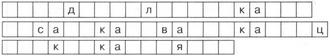 д л ка
са ка ва ка ц
к ка я